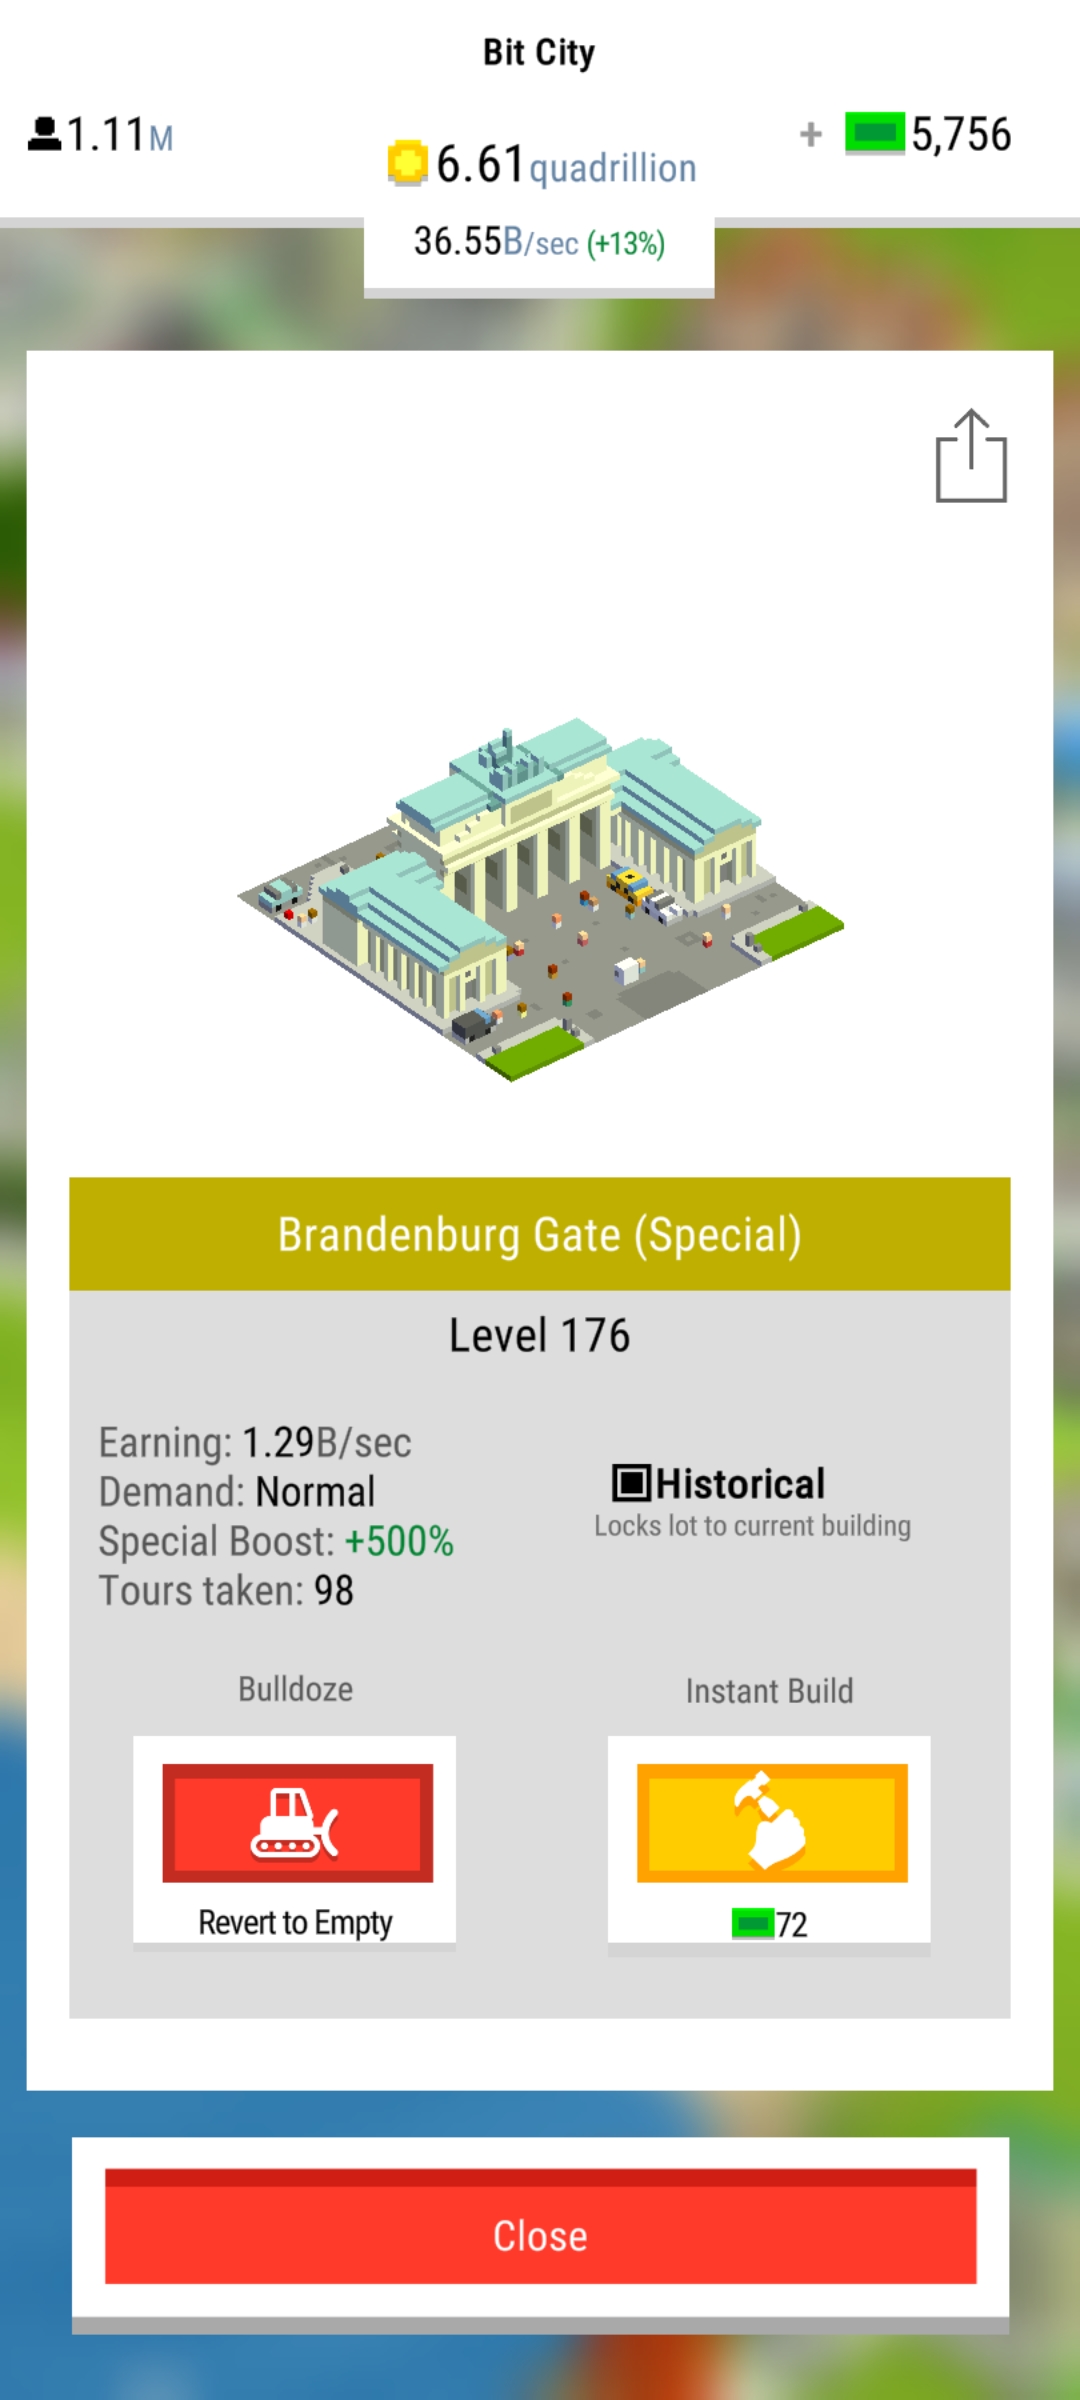 Bit City
1.11M
6.61quadrillion
+ 5,756
36.55B/sec (+13%)
Brandenburg Gate (Special)
Level 176
Earning: 1.29B/sec
Demand: Normal
Special Boost: +500%
Tours taken: 98
Historical
Locks lot to current building
Bulldoze
Revert to Empty
Instant Build
72
Close